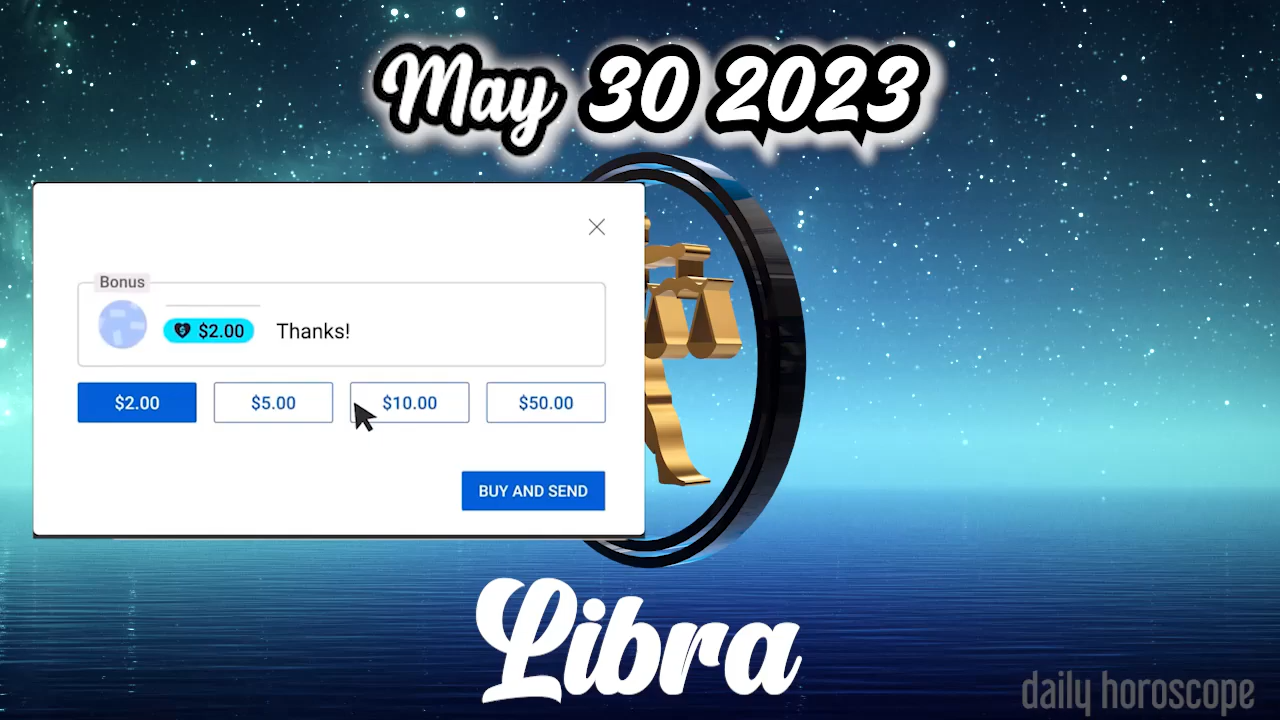 May 30 2023
Bonus
$2.00 Thanks!
$2.00 $5.00 $10.00 $50.00
BUY AND SEND
Libra
daily horoscope